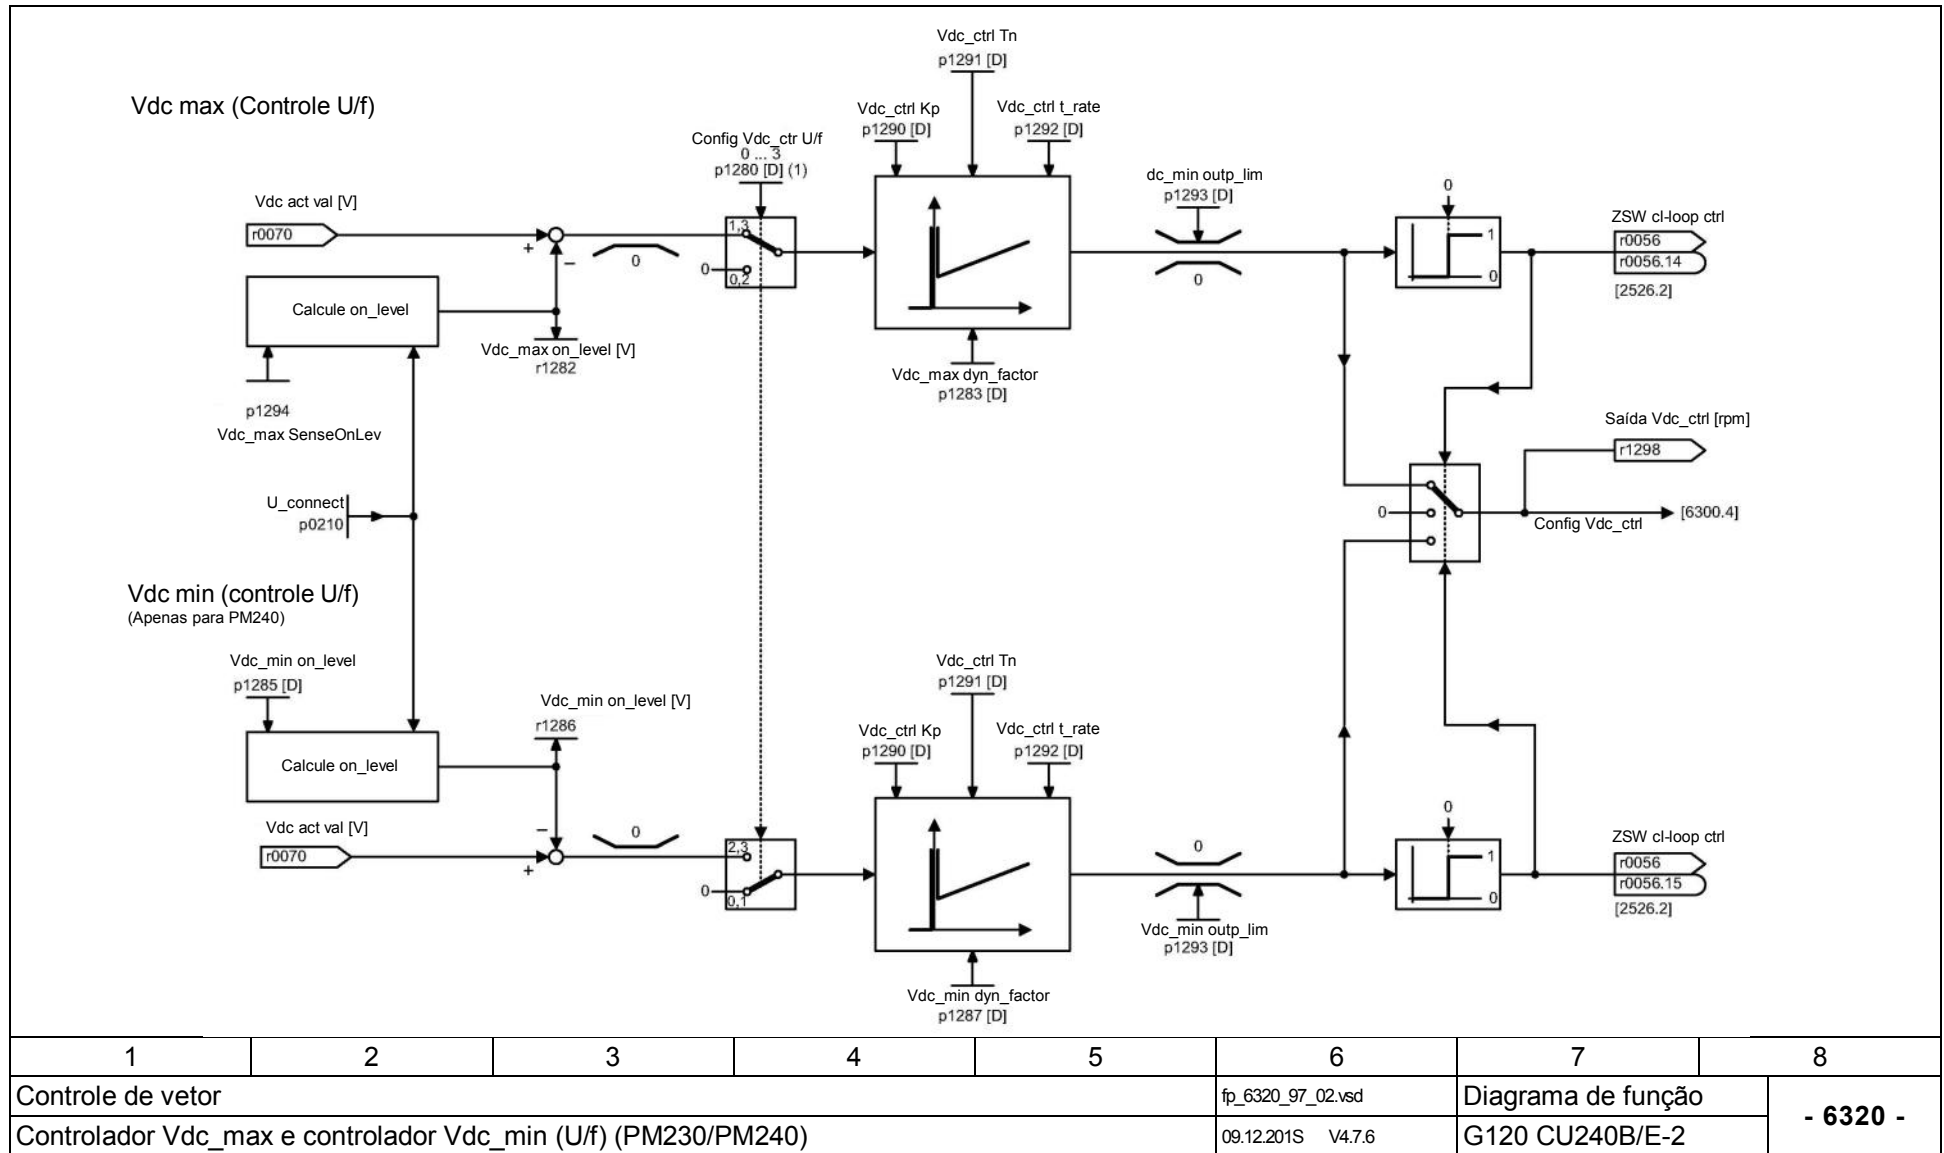 Vdc max (Controle U/f)
Vdc_ctrl Tn
p1291 [D]
Vdc_ctrl Kp
p1290 [D]
Vdc_ctrl t_rate
p1292 [D]
Config Vdc_ctr U/f
0 ... 3
p1280 [D] (1)
dc_min outp_lim
p1293 [D]
Vdc act val [V]
r0070
+
−
0
1,3
0
0,2
0
0
1
0
ZSW cl-loop ctrl
r0056
r0056.14
[2526.2]
Calcule on_level
Vdc_max on_level [V]
r1282
Vdc_max dyn_factor
p1283 [D]
p1294
Vdc_max SenseOnLev
Saída Vdc_ctrl [rpm]
r1298
U_connect
p0210
0
Config Vdc_ctrl
[6300.4]
Vdc min (controle U/f)
(Apenas para PM240)
Vdc_min on_level
p1285 [D]
Vdc_min on_level [V]
r1286
Vdc_ctrl Tn
p1291 [D]
Vdc_ctrl Kp
p1290 [D]
Vdc_ctrl t_rate
p1292 [D]
Calcule on_level
Vdc act val [V]
r0070
−
+
0
2,3
0
0,1
0
Vdc_min outp_lim
p1293 [D]
0
1
0
ZSW cl-loop ctrl
r0056
r0056.15
[2526.2]
Vdc_min dyn_factor
p1287 [D]
1 2 3 4 5 6 7 8
Controle de vetor
fp_6320_97_02.vsd
Diagrama de função
- 6320 -
Controlador Vdc_max e controlador Vdc_min (U/f) (PM230/PM240)
09.12.201S V4.7.6
G120 CU240B/E-2